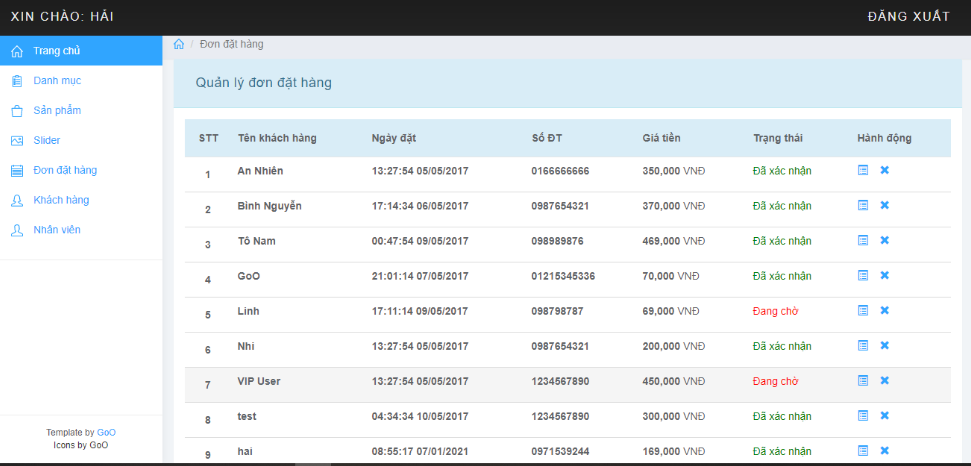 XIN CHÀO: HẢI
ĐĂNG XUẤT
Trang chủ
Danh mục
Sản phẩm
Slider
Đơn đặt hàng
Khách hàng
Nhân viên
Template by GoO
Icons by GoO
/ Đơn đặt hàng
Quản lý đơn đặt hàng
STT Tên khách hàng Ngày đặt Số ĐT Giá tiền Trạng thái Hành động
1 An Nhiên 13:27:54 05/05/2017 0166666666 350,000 VNĐ Đã xác nhận
2 Bình Nguyễn 17:14:34 06/05/2017 0987654321 370,000 VNĐ Đã xác nhận
3 Tô Nam 00:47:54 09/05/2017 098989876 469,000 VNĐ Đã xác nhận
4 GoO 21:01:14 07/05/2017 01215345336 70,000 VNĐ Đã xác nhận
5 Linh 17:11:14 09/05/2017 098798787 69,000 VNĐ Đang chờ
6 Nhi 13:27:54 05/05/2017 0987654321 200,000 VNĐ Đã xác nhận
7 VIP User 13:27:54 05/05/2017 1234567890 450,000 VNĐ Đang chờ
8 test 04:34:34 10/05/2017 1234567890 300,000 VNĐ Đã xác nhận
9 hai 08:55:17 07/01/2021 0971539244 169,000 VNĐ Đã xác nhận